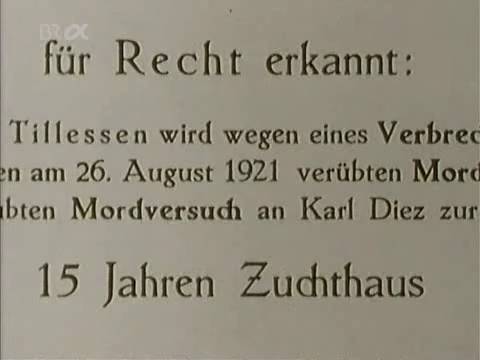 BRα
für Recht erkannt:
Tillessen wird wegen eines Verbrec
en am 26. August 1921 verübten Mord
übten Mordversuch an Karl Diez zur
15 Jahren Zuchthaus